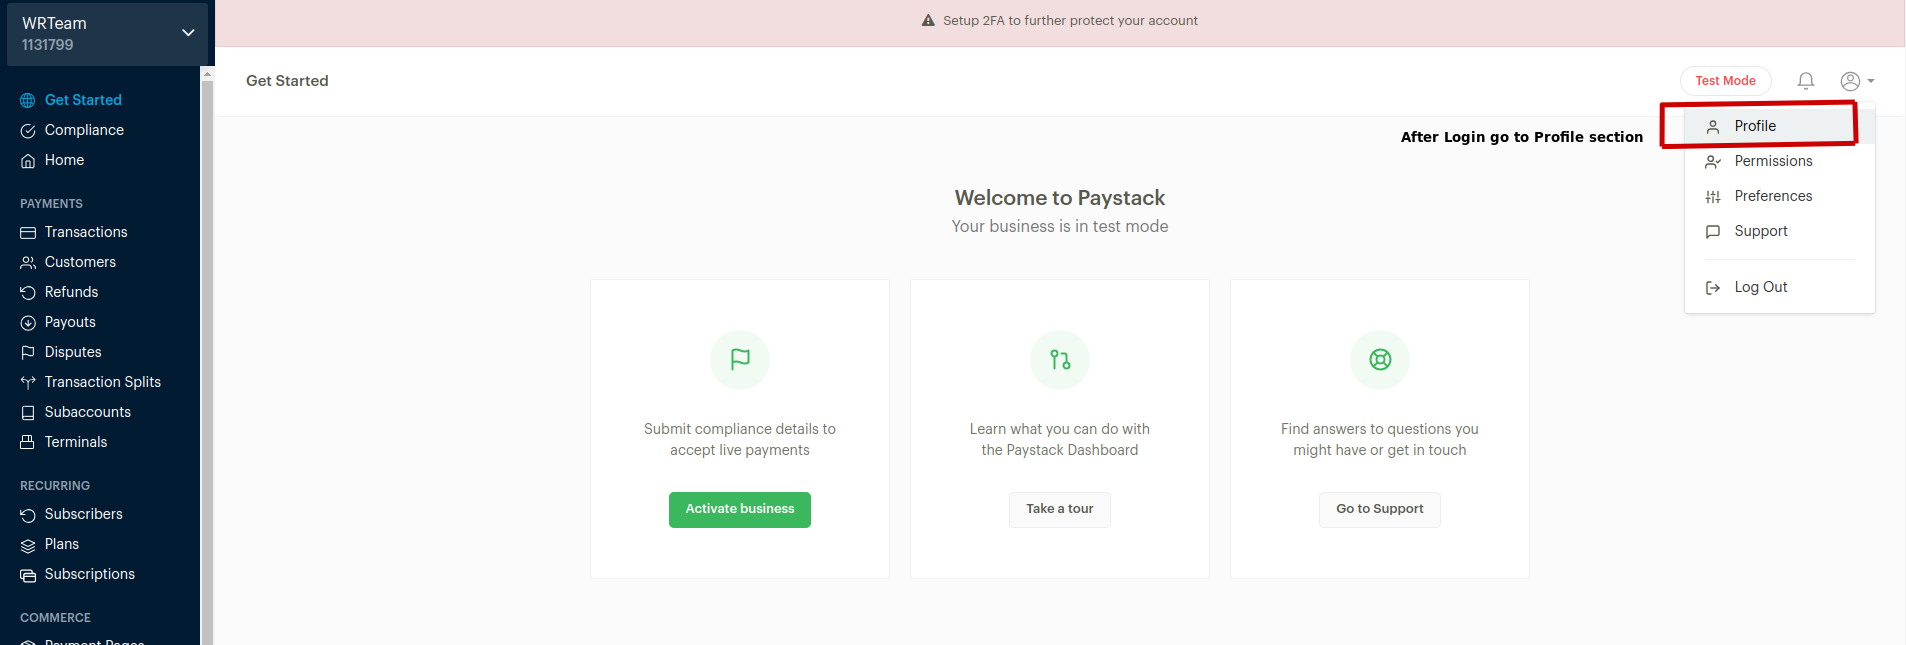 WRTeam
1131799
Get Started
Compliance
Home
PAYMENTS
Transactions
Customers
Refunds
Payouts
Disputes
Transaction Splits
Subaccounts
Terminals
RECURRING
Subscribers
Plans
Subscriptions
COMMERCE
Payment Pages
Setup 2FA to further protect your account
Get Started
Test Mode
After Login go to Profile section
Profile
Permissions
Preferences
Support
Log Out
Welcome to Paystack
Your business is in test mode
Submit compliance details to
accept live payments
Activate business
Learn what you can do with
the Paystack Dashboard
Take a tour
Find answers to questions you
might have or get in touch
Go to Support